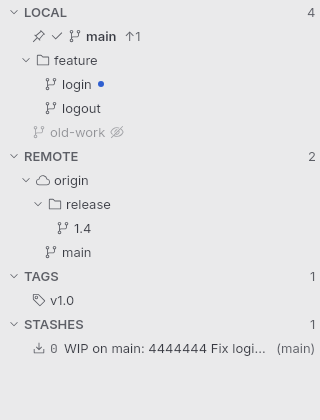 LOCAL 4
main ↑1
feature
login
logout
old-work
REMOTE 2
origin
release
1.4
main
TAGS 1
v1.0
STASHES 1
0 WIP on main: 4444444 Fix logi... (main)